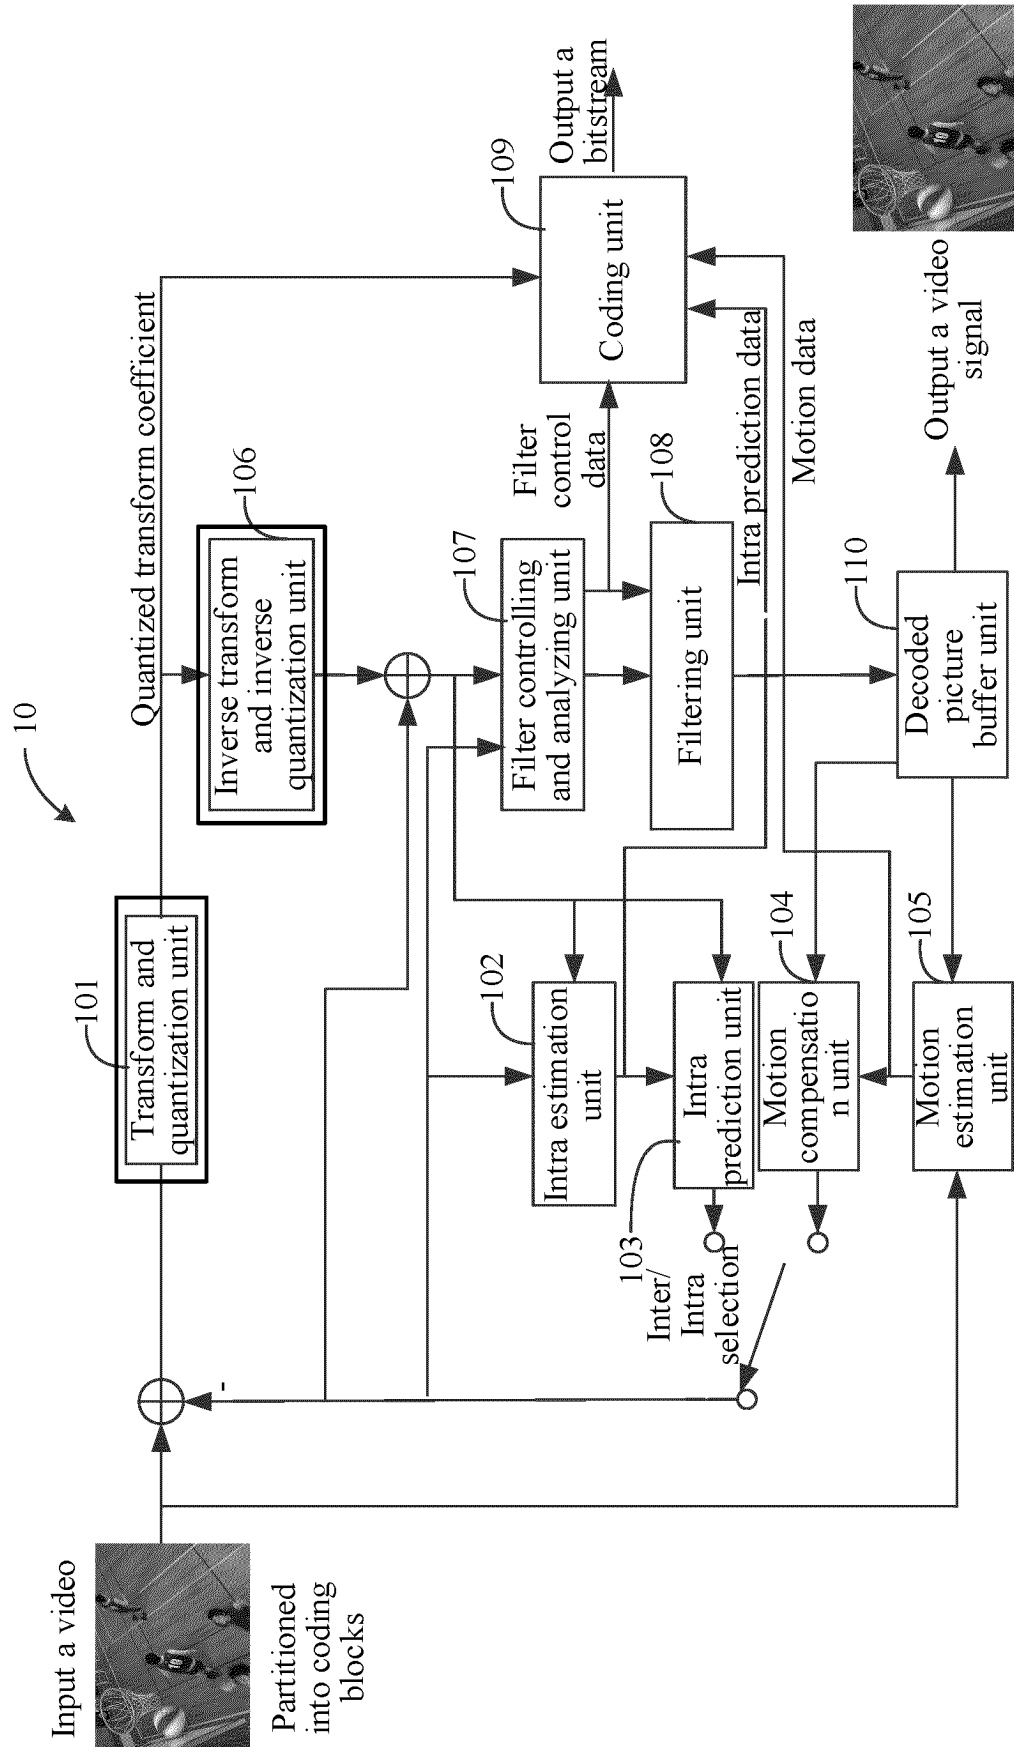 Input a video
Partitioned
into coding
blocks
10
101
Transform and
quantization unit
Quantized transform coefficient
106
Inverse transform
and inverse
quantization unit
-
107
Filter controlling
and analyzing unit
Filter
control
data
109
Coding unit
Output a
bitstream
108
Filtering unit
Intra prediction data
Motion data
102
Intra estimation
unit
103
Intra
prediction unit
Inter/
Intra
selection
104
Motion
compensatio
n unit
105
Motion
estimation
unit
110
Decoded
picture
buffer unit
Output a video
signal